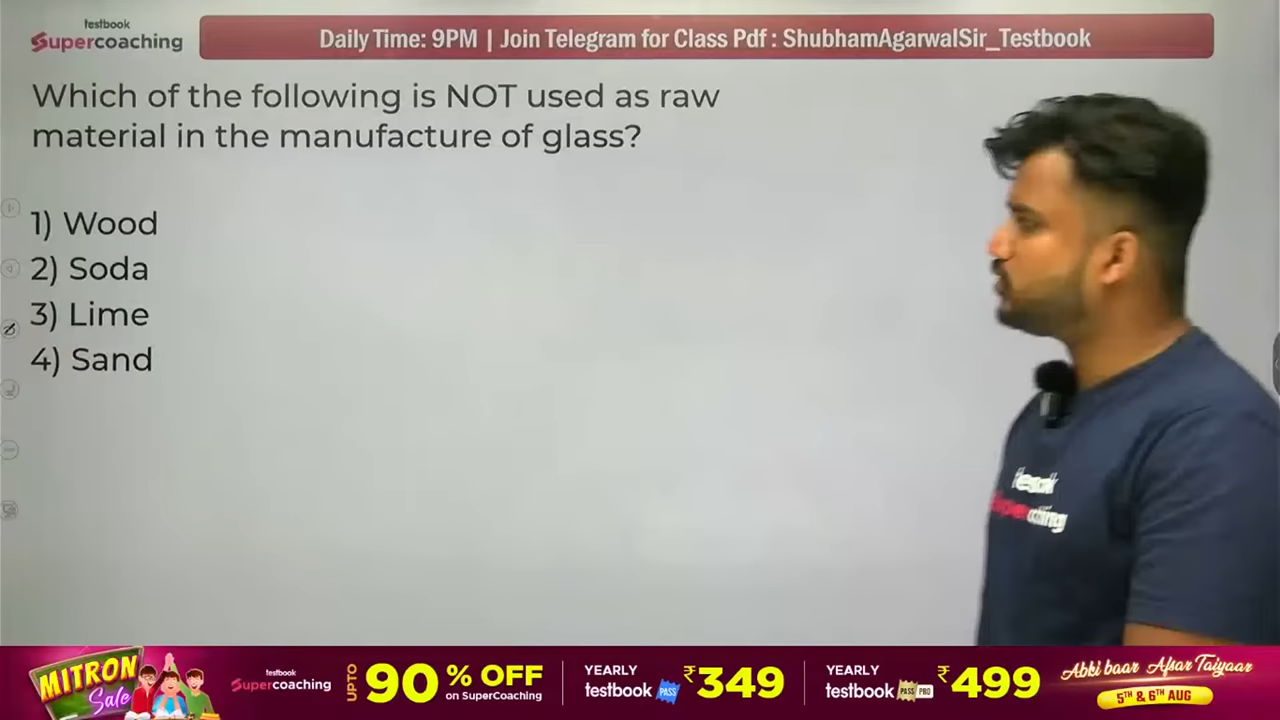 testbook
Supercoaching
Daily Time: 9PM | Join Telegram for Class Pdf : ShubhamAgarwalSir_Testbook
Which of the following is NOT used as raw
material in the manufacture of glass?
1) Wood
2) Soda
3) Lime
4) Sand
MITRON
Sale
testbook
Supercoaching
UPTO
90% OFF
on SuperCoaching
YEARLY
testbook PASS
₹349
YEARLY
testbook PASS PRO
₹499
Abki baar Afsar Taiyaar
5TH & 6TH AUG